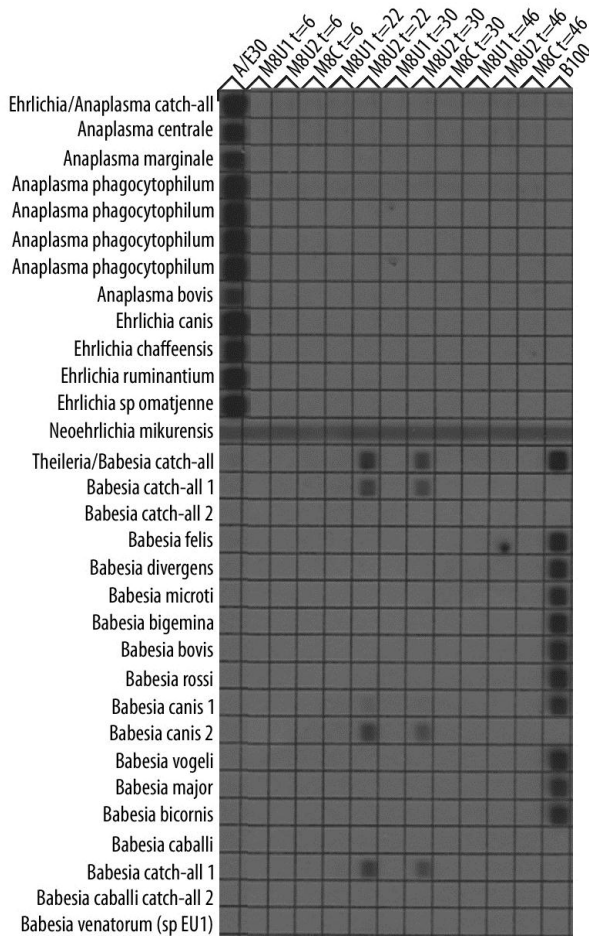 A/E30
M8U1 t=6
M8U2 t=6
M8C t=6
M8U1 t=22
M8U2 t=22
M8U1 t=30
M8U2 t=30
M8C t=30
M8U1 t=46
M8U2 t=46
M8C t=46
B100
Ehrlichia/Anaplasma catch-all
Anaplasma centrale
Anaplasma marginale
Anaplasma phagocytophilum
Anaplasma phagocytophilum
Anaplasma phagocytophilum
Anaplasma phagocytophilum
Anaplasma bovis
Ehrlichia canis
Ehrlichia chaffeensis
Ehrlichia ruminantium
Ehrlichia sp omatjenne
Neoehrlichia mikurensis
Theileria/Babesia catch-all
Babesia catch-all 1
Babesia catch-all 2
Babesia felis
Babesia divergens
Babesia microti
Babesia bigemina
Babesia bovis
Babesia rossi
Babesia canis 1
Babesia canis 2
Babesia vogeli
Babesia major
Babesia bicornis
Babesia caballi
Babesia catch-all 1
Babesia caballi catch-all 2
Babesia venatorum (sp EU1)